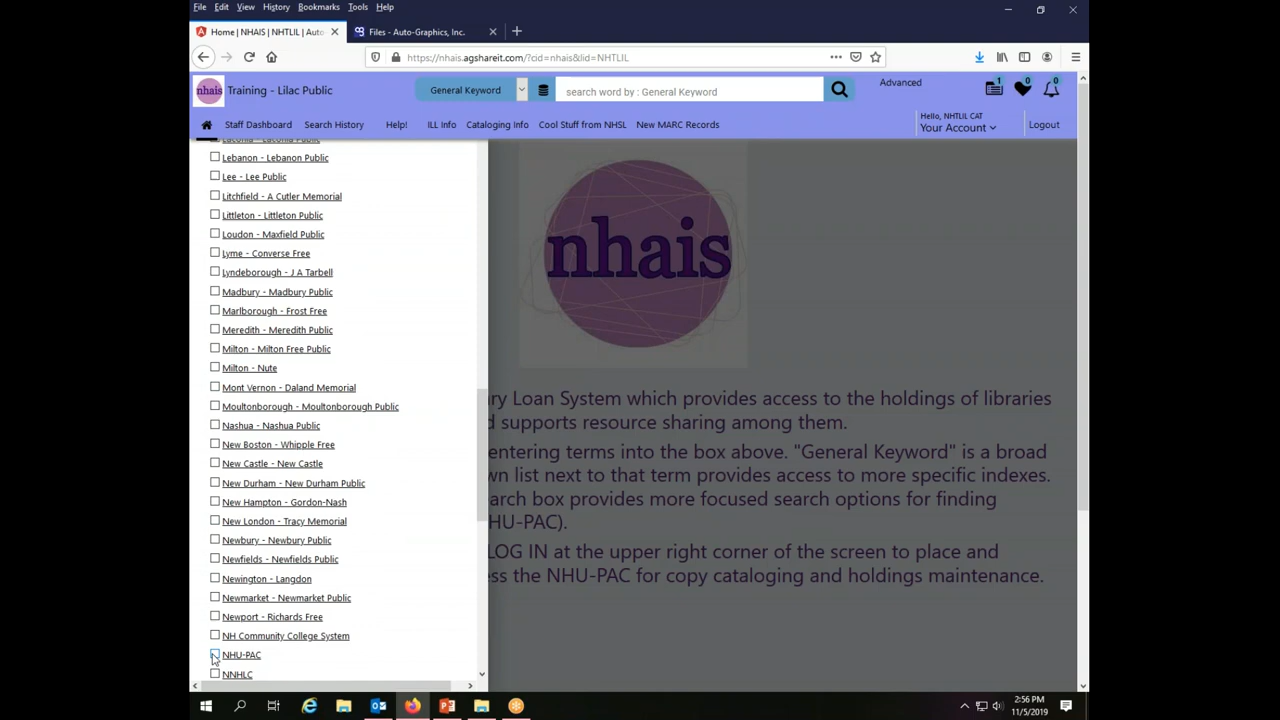 File Edit View History Bookmarks Tools Help
Home | NHAIS | NHTLIL | Auto
Files - Auto-Graphics, Inc.
https://nhais.agshareit.com/?cid=nhais&lid=NHTLIL
nhais
Training - Lilac Public
General Keyword
search word by : General Keyword
Advanced
1
0
0
Staff Dashboard Search History Help! ILL Info Cataloging Info Cool Stuff from NHSL New MARC Records
Hello, NHTLIL CAT
Your Account
Logout
Laconia - Laconia Public
Lebanon - Lebanon Public
Lee - Lee Public
Litchfield - A Cutler Memorial
Littleton - Littleton Public
Loudon - Maxfield Public
Lyme - Converse Free
Lyndeborough - J A Tarbell
Madbury - Madbury Public
Marlborough - Frost Free
Meredith - Meredith Public
Milton - Milton Free Public
Milton - Nute
Mont Vernon - Daland Memorial
Moultonborough - Moultonborough Public
Nashua - Nashua Public
New Boston - Whipple Free
New Castle - New Castle
New Durham - New Durham Public
New Hampton - Gordon-Nash
New London - Tracy Memorial
Newbury - Newbury Public
Newfields - Newfields Public
Newington - Langdon
Newmarket - Newmarket Public
Newport - Richards Free
NH Community College System
NHU-PAC
NNHLC
nhais
ry Loan System which provides access to the holdings of libraries
d supports resource sharing among them.
entering terms into the box above. "General Keyword" is a broad
wn list next to that term provides access to more specific indexes.
earch box provides more focused search options for finding
HU-PAC).
LOG IN at the upper right corner of the screen to place and
ess the NHU-PAC for copy cataloging and holdings maintenance.
2:56 PM
11/5/2019